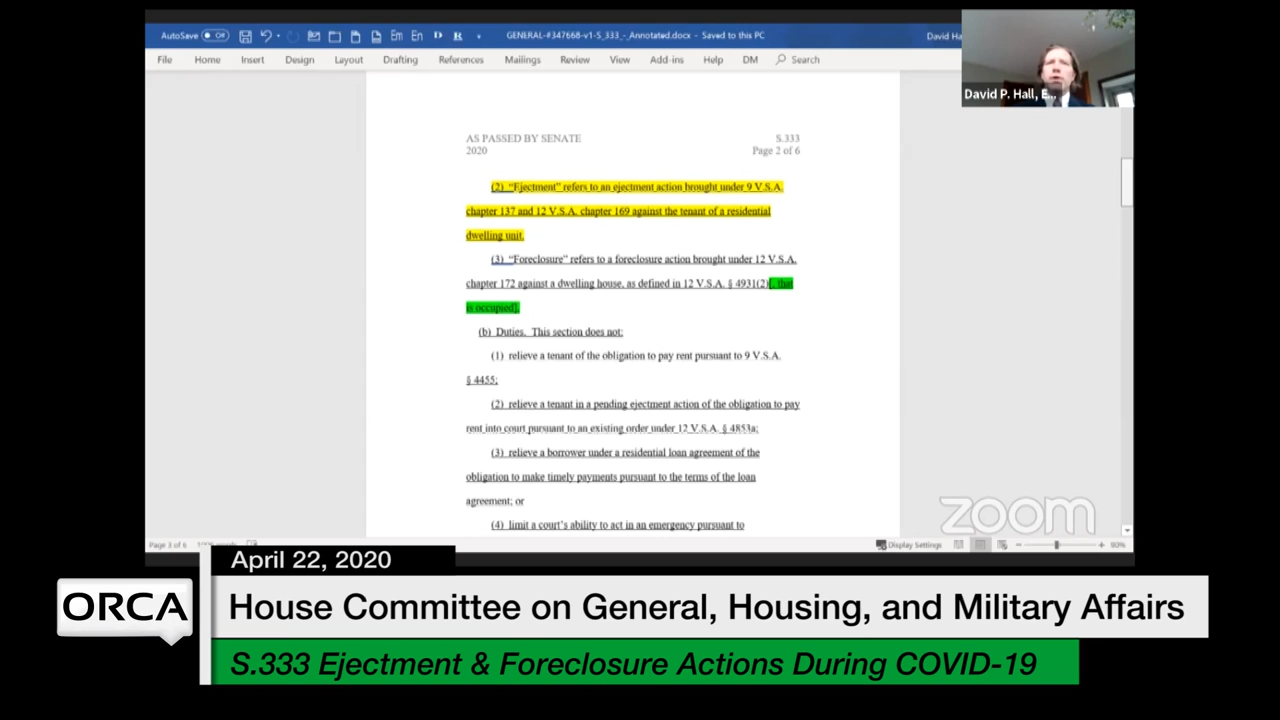 AutoSave Off
GENERAL-#347668-v1-S_333_-_Annotated.docx - Saved to this PC
David Ha
File Home Insert Design Layout Drafting References Mailings Review View Add-ins Help DM Search
David P. Hall, E...
AS PASSED BY SENATE S.333
2020 Page 2 of 6
(2) “Ejectment” refers to an ejectment action brought under 9 V.S.A.
chapter 137 and 12 V.S.A. chapter 169 against the tenant of a residential
dwelling unit.
(3) “Foreclosure” refers to a foreclosure action brought under 12 V.S.A.
chapter 172 against a dwelling house, as defined in 12 V.S.A. § 4931(2)[, that
is occupied].
(b) Duties. This section does not:
(1) relieve a tenant of the obligation to pay rent pursuant to 9 V.S.A.
§ 4455;
(2) relieve a tenant in a pending ejectment action of the obligation to pay
rent into court pursuant to an existing order under 12 V.S.A. § 4853a;
(3) relieve a borrower under a residential loan agreement of the
obligation to make timely payments pursuant to the terms of the loan
agreement; or
(4) limit a court’s ability to act in an emergency pursuant to
zoom
Page 3 of 6
Display Settings
90%
April 22, 2020
ORCA
House Committee on General, Housing, and Military Affairs
S.333 Ejectment & Foreclosure Actions During COVID-19